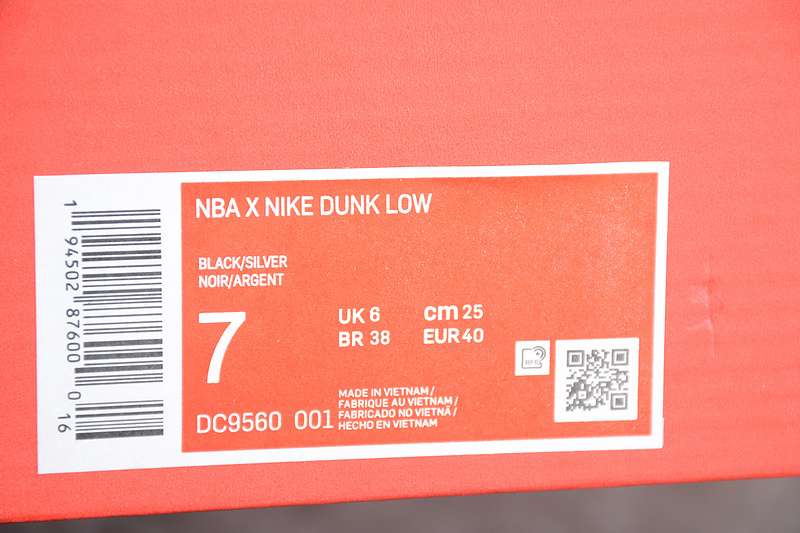 NBA X NIKE DUNK LOW
BLACK/SILVER
NOIR/ARGENT
7
UK 6 cm 25
BR 38 EUR 40
MADE IN VIETNAM /
FABRIQUE AU VIETNAM /
FABRICADO NO VIETNÃ /
HECHO EN VIETNAM
DC9560 001
1 94502 87600 0 16